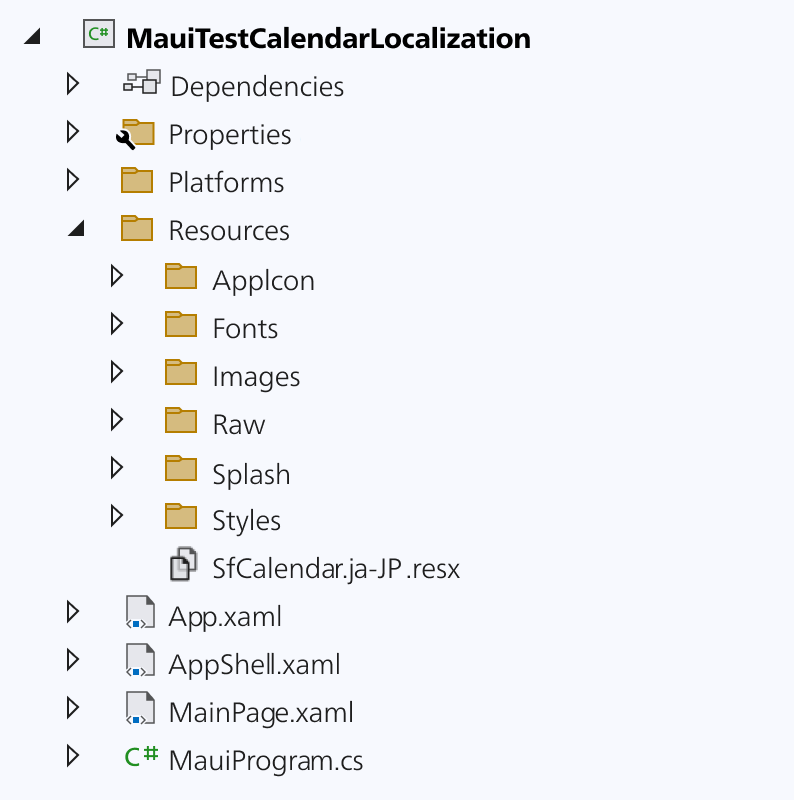 C# MauiTestCalendarLocalization
Dependencies
Properties
Platforms
Resources
AppIcon
Fonts
Images
Raw
Splash
Styles
SfCalendar.ja-JP.resx
App.xaml
AppShell.xaml
MainPage.xaml
C# MauiProgram.cs